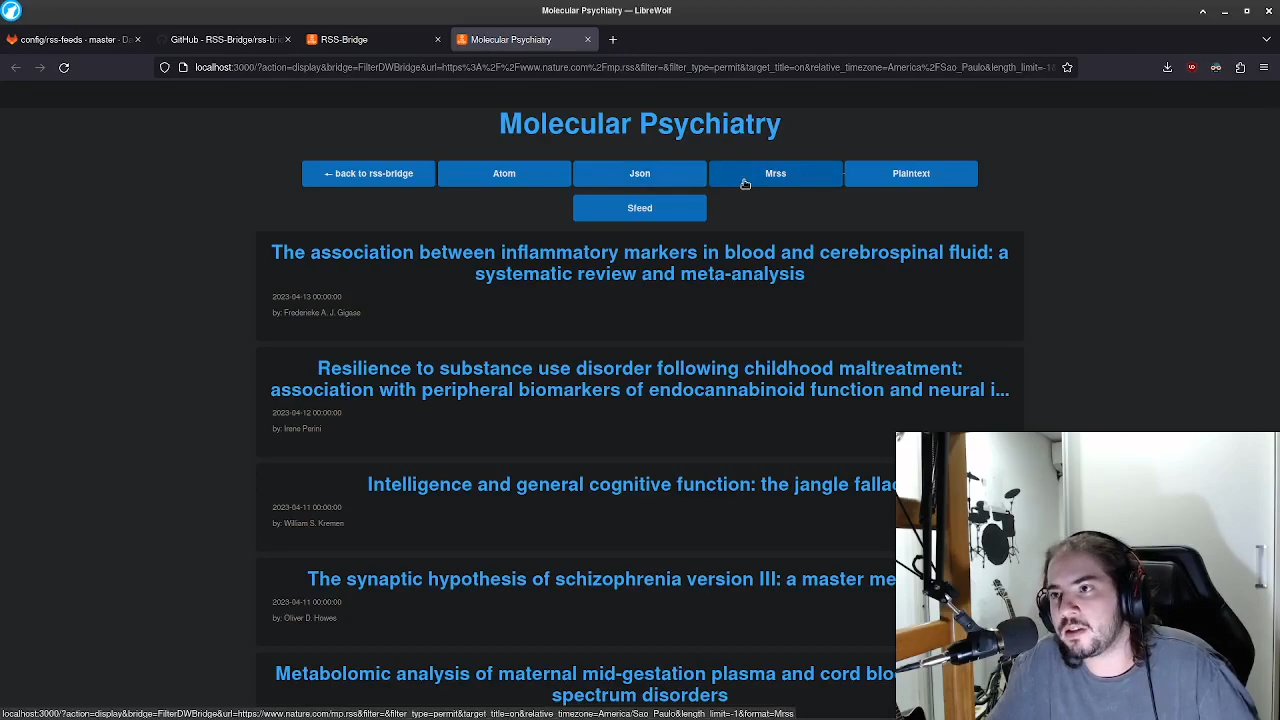 Molecular Psychiatry — LibreWolf
config/rss-feeds - master · Da
GitHub - RSS-Bridge/rss-bri
RSS-Bridge
Molecular Psychiatry
localhost:3000/?action=display&bridge=FilterDWBridge&url=https%3A%2F%2Fwww.nature.com%2Fmp.rss&filter=&filter_type=permit&target_title=on&relative_timezone=America%2FSao_Paulo&length_limit=-1&
Molecular Psychiatry
← back to rss-bridge
Atom
Json
Mrss
Plaintext
Sfeed
The association between inflammatory markers in blood and cerebrospinal fluid: a
systematic review and meta-analysis
2023-04-13 00:00:00
by: Frederieke A. J. Gigase
Resilience to substance use disorder following childhood maltreatment:
association with peripheral biomarkers of endocannabinoid function and neural i...
2023-04-12 00:00:00
by: Irene Perini
Intelligence and general cognitive function: the jangle fallac
2023-04-11 00:00:00
by: William S. Kremen
The synaptic hypothesis of schizophrenia version III: a master me
2023-04-11 00:00:00
by: Oliver D. Howes
Metabolomic analysis of maternal mid-gestation plasma and cord blo
spectrum disorders
localhost:3000/?action=display&bridge=FilterDWBridge&url=https://www.nature.com/mp.rss&filter=&filter_type=permit&target_title=on&relative_timezone=America/Sao_Paulo&length_limit=-1&format=Mrss